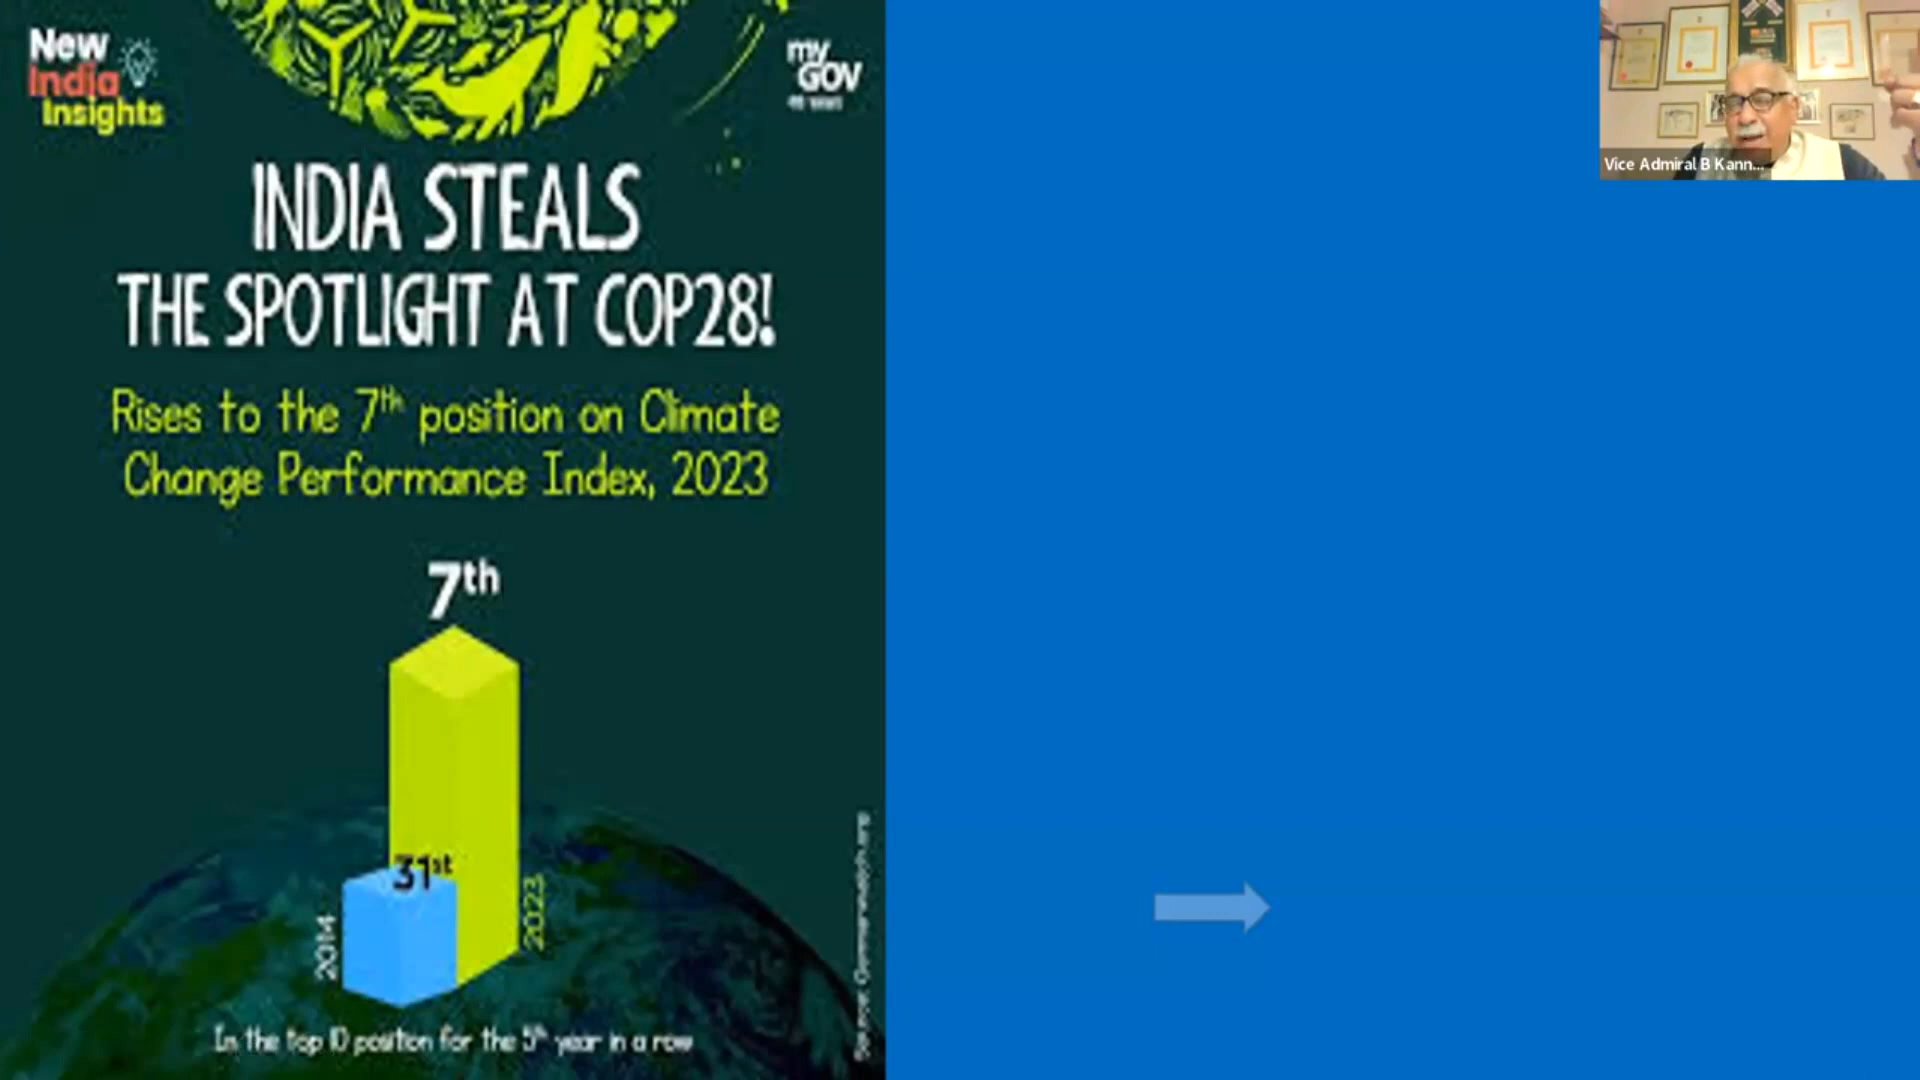 New
India
Insights
my
GOV
INDIA STEALS
THE SPOTLIGHT AT COP28!
Rises to the 7th position on Climate
Change Performance Index, 2023
7th
31st
2014
2023
In the top 10 position for the 5th year in a row
Vice Admiral B Kann...